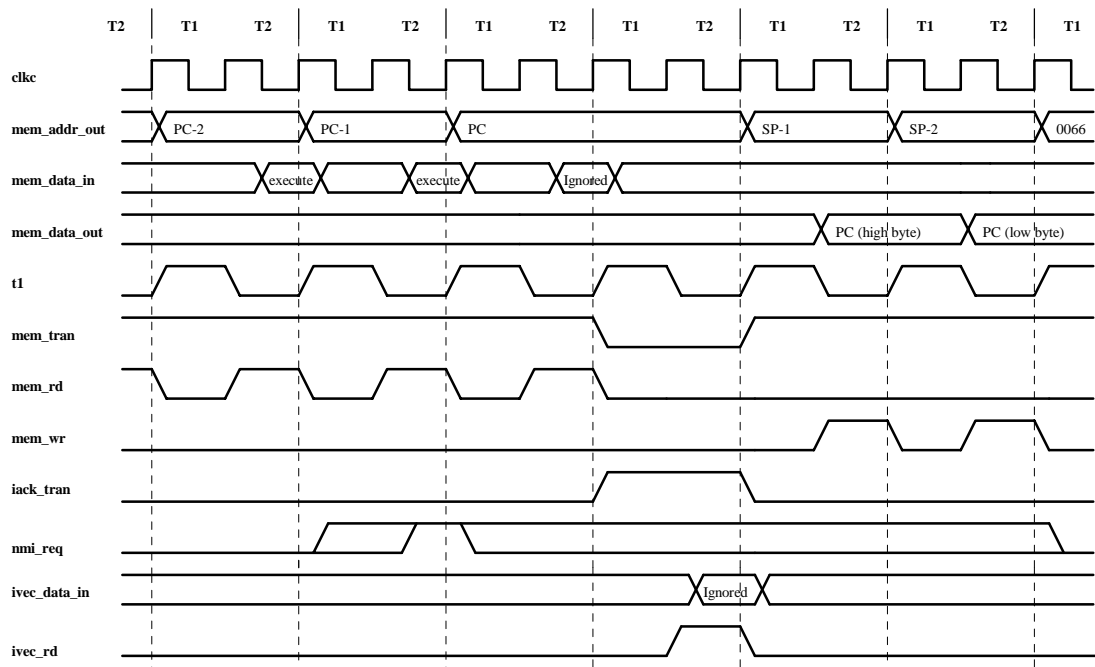 T2 T1 T2 T1 T2 T1 T2 T1 T2 T1 T2 T1 T2 T1
clkc
mem_addr_out PC-2 PC-1 PC SP-1 SP-2 0066
mem_data_in execute execute Ignored
mem_data_out PC (high byte) PC (low byte)
t1
mem_tran
mem_rd
mem_wr
iack_tran
nmi_req
ivec_data_in Ignored
ivec_rd